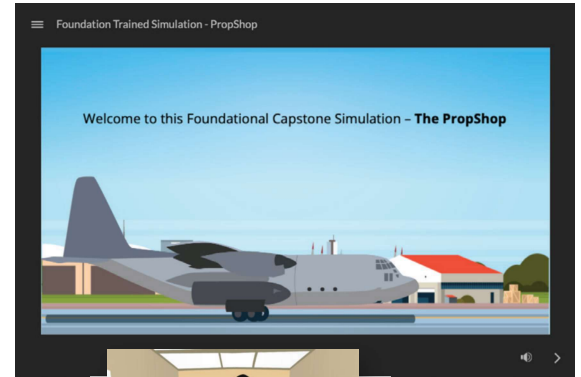 Foundation Trained Simulation - PropShop
Welcome to this Foundational Capstone Simulation – The PropShop